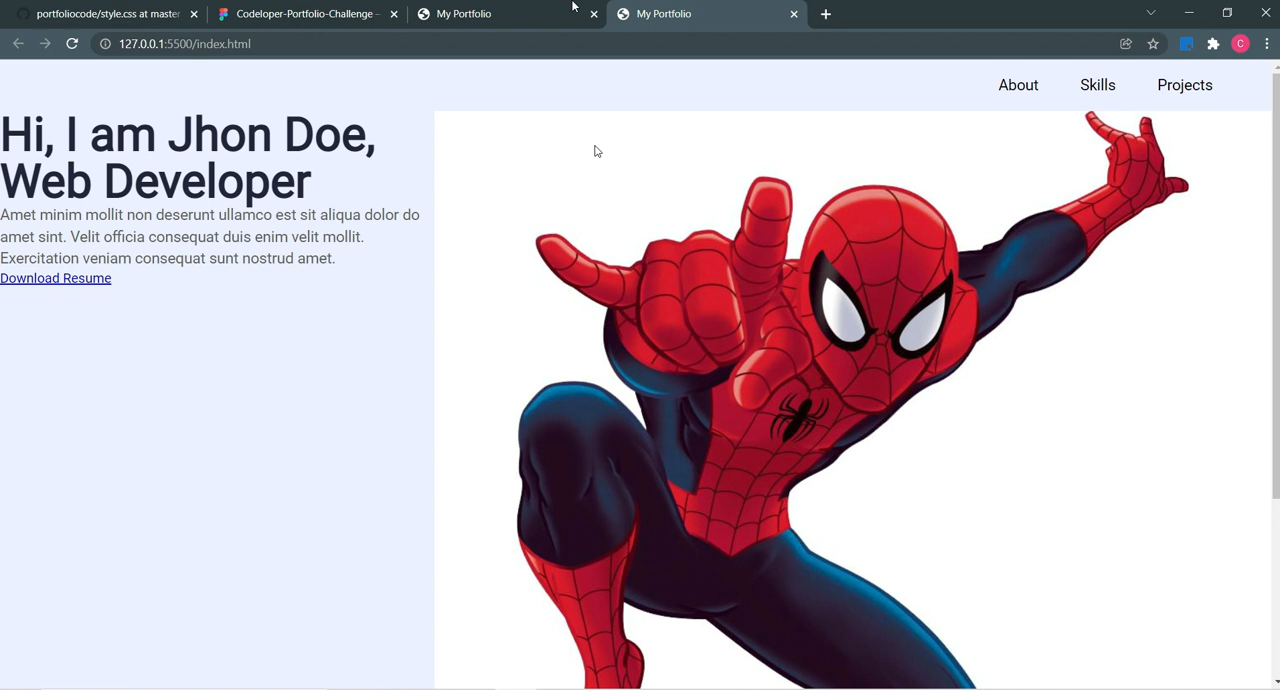 portfoliocode/style.css at master
Codeloper-Portfolio-Challenge –
My Portfolio
My Portfolio
127.0.0.1:5500/index.html
C
About Skills Projects
Hi, I am Jhon Doe,
Web Developer
Amet minim mollit non deserunt ullamco est sit aliqua dolor do
amet sint. Velit officia consequat duis enim velit mollit.
Exercitation veniam consequat sunt nostrud amet.
Download Resume